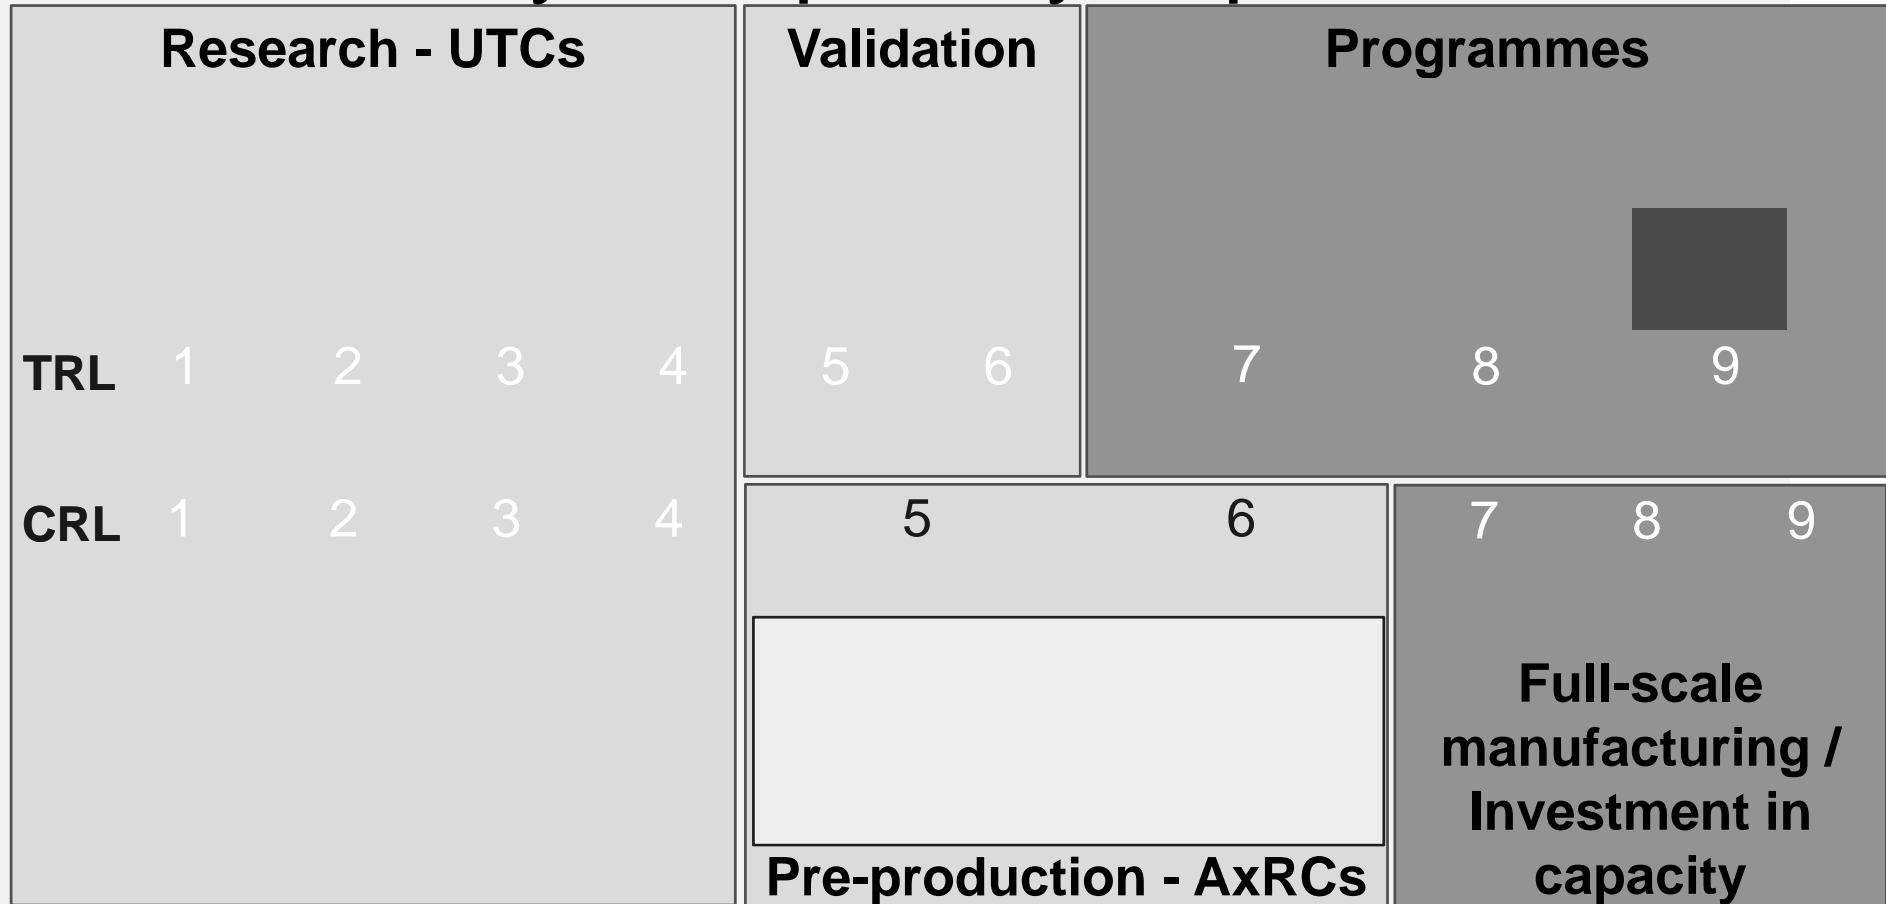 Research - UTCs
Validation
Programmes
TRL 1 2 3 4 5 6 7 8 9
CRL 1 2 3 4 5 6 7 8 9
Full-scale
manufacturing /
Investment in
capacity
Pre-production - AxRCs